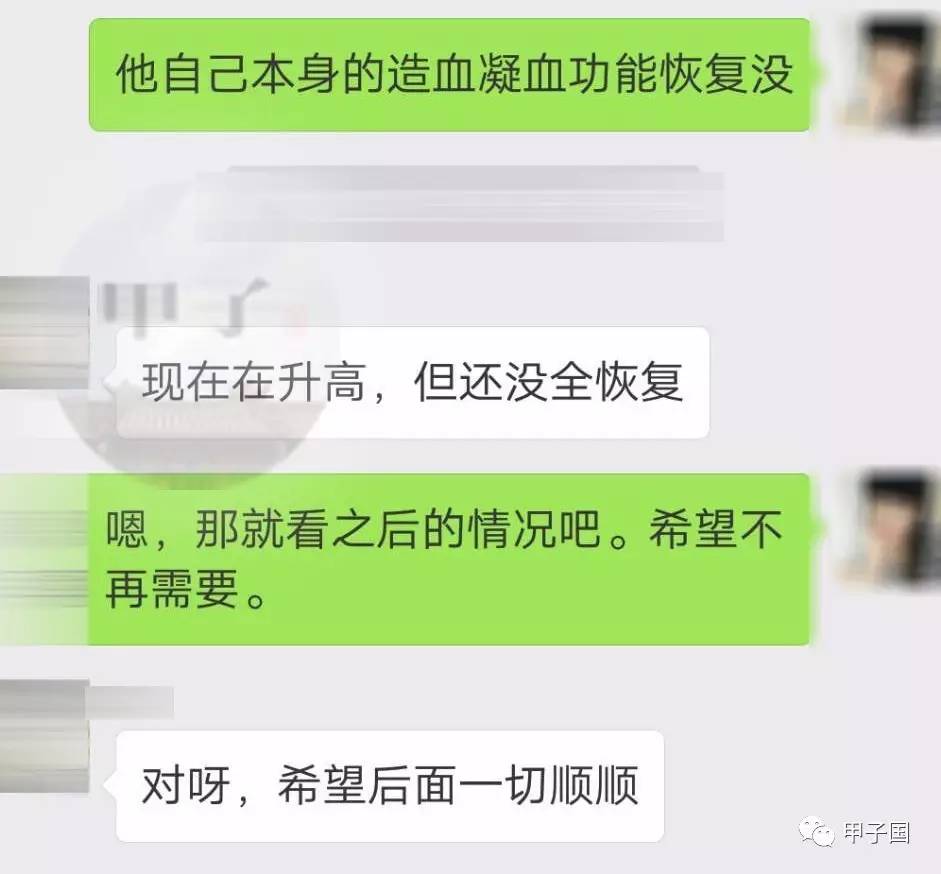 他自己本身的造血凝血功能恢复没
甲子
现在在升高，但还没全恢复
嗯，那就看之后的情况吧。希望不
再需要。
对呀，希望后面一切顺顺
甲子国